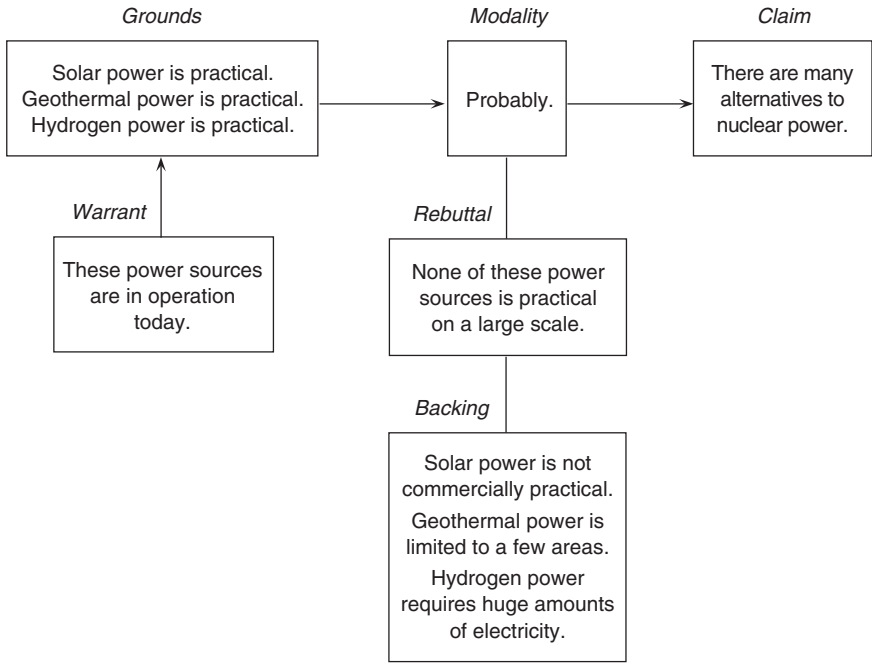 Grounds
Modality
Claim
Solar power is practical.
Geothermal power is practical.
Hydrogen power is practical.
Probably.
There are many
alternatives to
nuclear power.
Warrant
These power sources
are in operation
today.
Rebuttal
None of these power
sources is practical
on a large scale.
Backing
Solar power is not
commercially practical.
Geothermal power is
limited to a few areas.
Hydrogen power
requires huge amounts
of electricity.